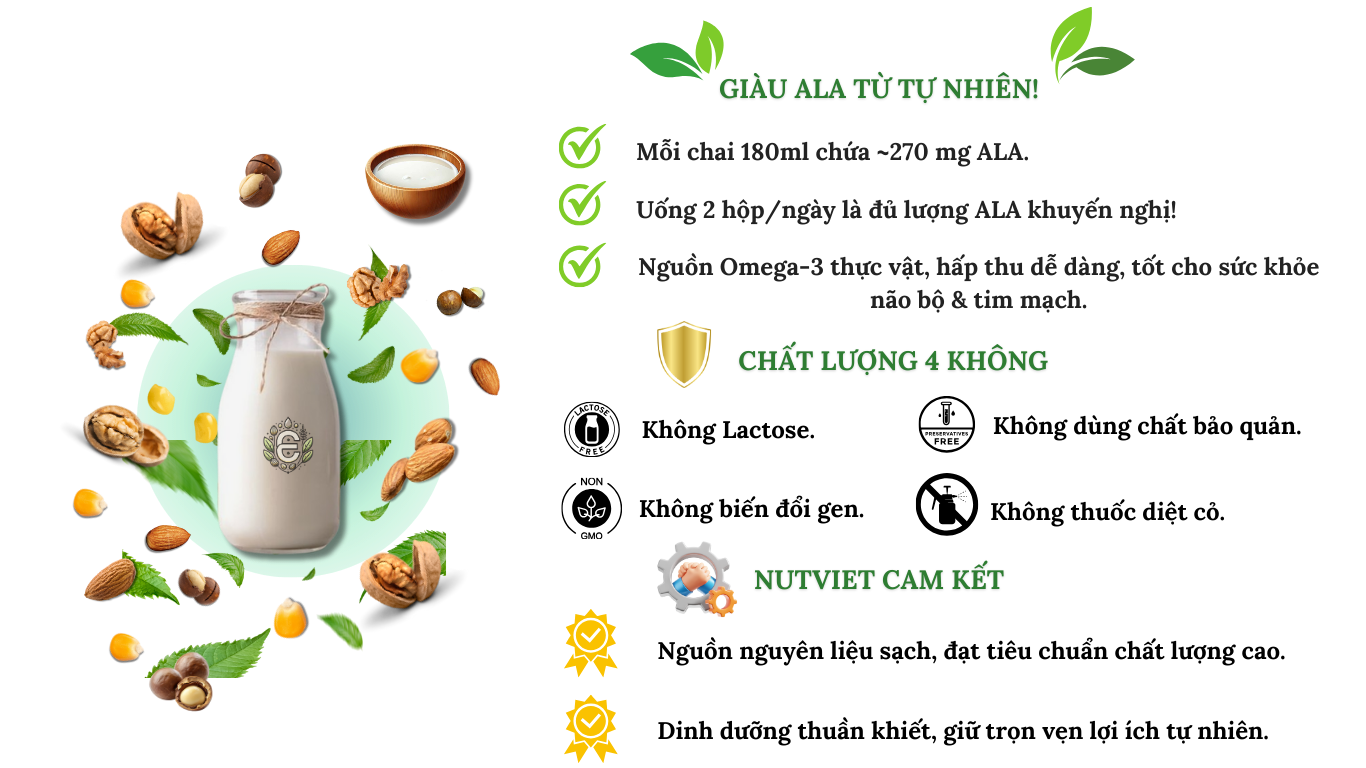 GIÀU ALA TỪ TỰ NHIÊN!
Mỗi chai 180ml chứa ~270 mg ALA.
Uống 2 hộp/ngày là đủ lượng ALA khuyến nghị!
Nguồn Omega-3 thực vật, hấp thu dễ dàng, tốt cho sức khỏe
não bộ & tim mạch.
CHẤT LƯỢNG 4 KHÔNG
LACTOSE
FREE
Không Lactose.
PRESERVATIVES
FREE
Không dùng chất bảo quản.
NON
GMO
Không biến đổi gen.
Không thuốc diệt cỏ.
NUTVIET CAM KẾT
Nguồn nguyên liệu sạch, đạt tiêu chuẩn chất lượng cao.
Dinh dưỡng thuần khiết, giữ trọn vẹn lợi ích tự nhiên.